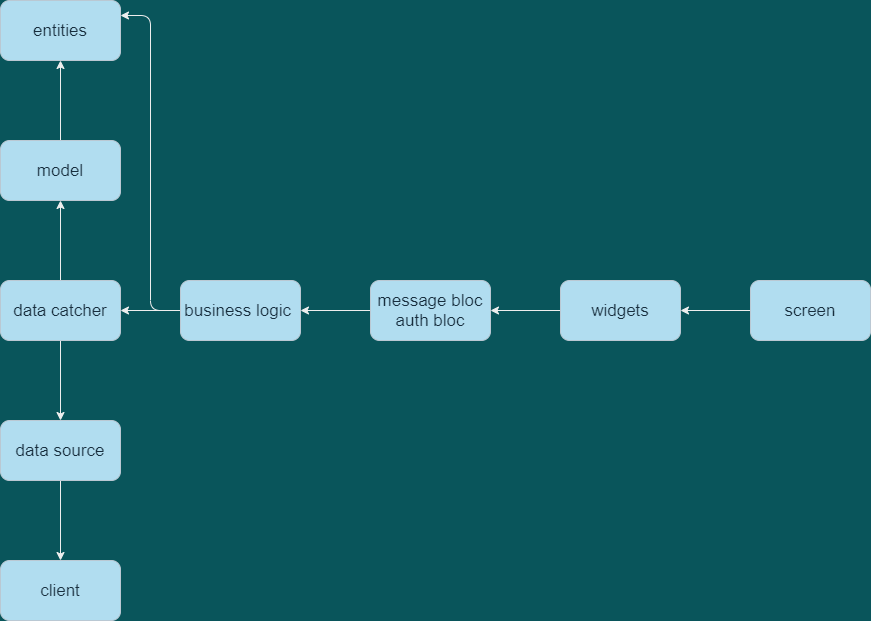 entities
model
data catcher
business logic
message bloc
auth bloc
widgets
screen
data source
client